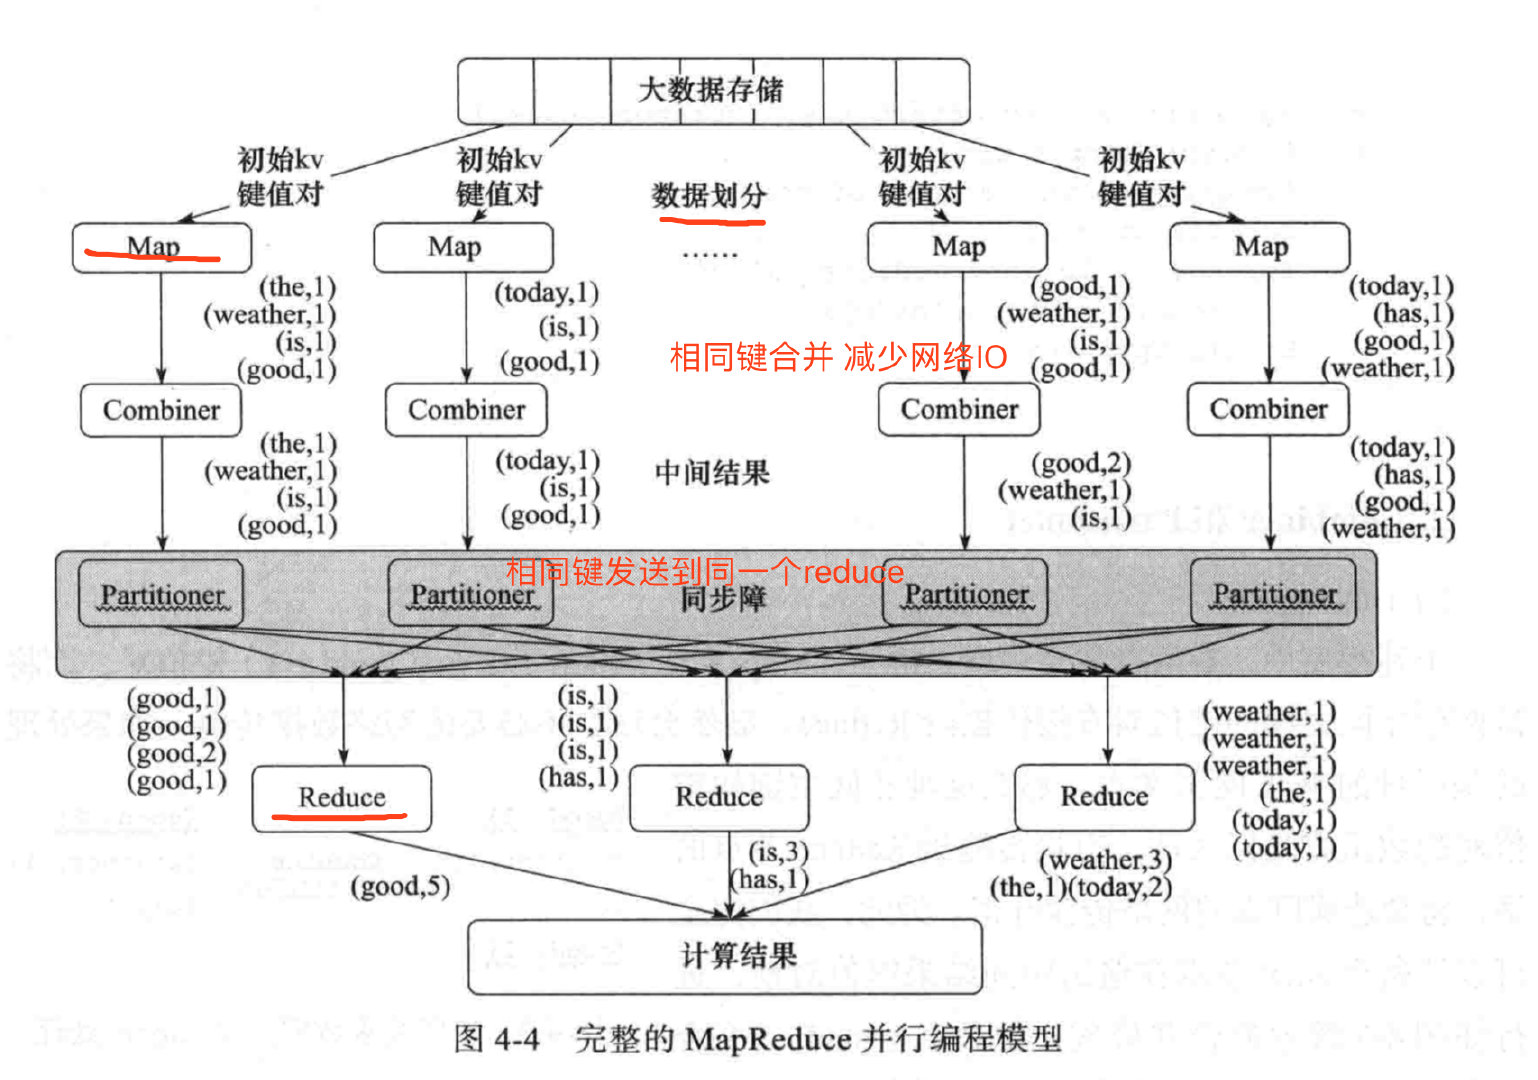 大数据存储
初始kv
键值对
初始kv
键值对
数据划分
初始kv
键值对
初始kv
键值对
Map
Map
……
Map
Map
(the,1)
(weather,1)
(is,1)
(good,1)
(today,1)
(is,1)
(good,1)
相同键合并 减少网络IO
(good,1)
(weather,1)
(is,1)
(good,1)
(today,1)
(has,1)
(good,1)
(weather,1)
Combiner
Combiner
Combiner
Combiner
(the,1)
(weather,1)
(is,1)
(good,1)
(today,1)
(is,1)
(good,1)
中间结果
(good,2)
(weather,1)
(is,1)
(today,1)
(has,1)
(good,1)
(weather,1)
相同键发送到同一个reduce
Partitioner
Partitioner
同步障
Partitioner
Partitioner
(good,1)
(good,1)
(good,2)
(good,1)
Reduce
(is,1)
(is,1)
(is,1)
(has,1)
Reduce
(weather,1)
(weather,1)
(weather,1)
(the,1)
(today,1)
(today,1)
Reduce
(good,5)
(is,3)
(has,1)
(weather,3)
(the,1)(today,2)
计算结果
图 4-4 完整的 MapReduce 并行编程模型